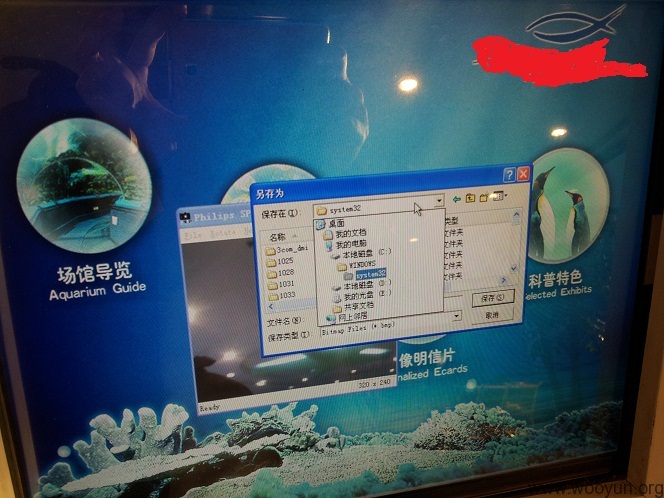 另存为
保存在(I):
system32
桌面
我的文档
我的电脑
本地磁盘 (C:)
WINDOWS
system32
本地磁盘 (D:)
我的光盘 (E:)
共享文档
网上邻居
名称
类型
3com_dmi
文件夹
1025
文件夹
1028
文件夹
1031
文件夹
1033
文件夹
文件名(N)
保存(S)
保存类型(T):
Bitmap Files (*.bmp)
取消
Philips SP
File
Rotate
Ready
320 x 240
场馆导览
Aquarium Guide
科普特色
elected Exhibits
像明信片
nalized Ecards
www.wooyun.org